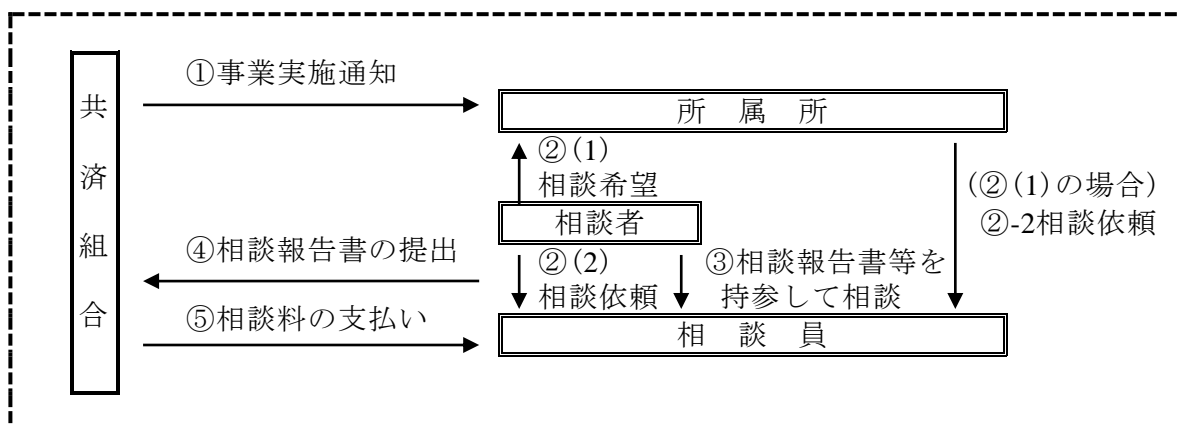 共済組合
①事業実施通知
所属所
②(1)
相談希望
(②(1)の場合)
②-2相談依頼
相談者
④相談報告書の提出
②(2)
相談依頼
③相談報告書等を
持参して相談
⑤相談料の支払い
相談員